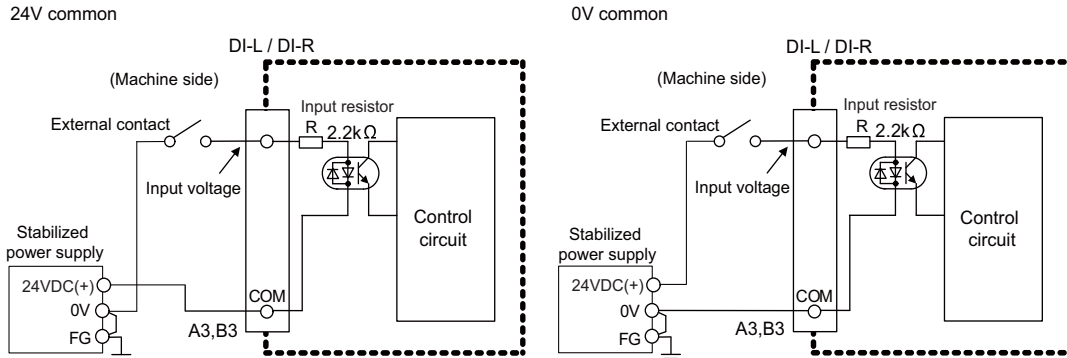 24V common
DI-L / DI-R
(Machine side)
Input resistor
External contact
R
2.2kΩ
Input voltage
Control
circuit
Stabilized
power supply
24VDC(+)
0V
FG
COM
A3,B3
0V common
DI-L / DI-R
(Machine side)
Input resistor
External contact
R
2.2kΩ
Input voltage
Control
circuit
Stabilized
power supply
24VDC(+)
0V
FG
COM
A3,B3